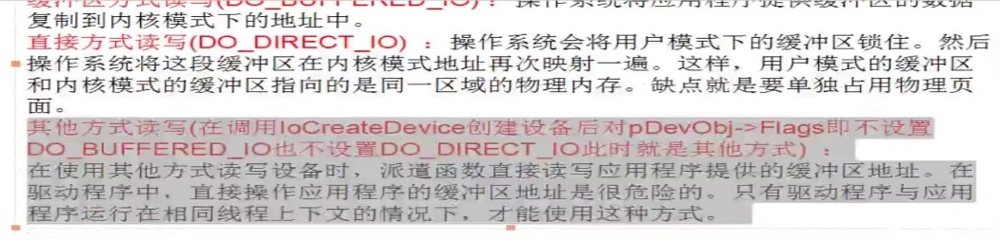 缓冲区方式读写(DO_BUFFERED_IO)：操作系统将应用程序提供缓冲区的数据
复制到内核模式下的地址中。
直接方式读写(DO_DIRECT_IO) ：操作系统会将用户模式下的缓冲区锁住。然后
操作系统将这段缓冲区在内核模式地址再次映射一遍。这样，用户模式的缓冲区
和内核模式的缓冲区指向的是同一区域的物理内存。缺点就是要单独占用物理页
面。
其他方式读写(在调用IoCreateDevice创建设备后对pDevObj->Flags即不设置
DO_BUFFERED_IO也不设置DO_DIRECT_IO此时就是其他方式) ：
在使用其他方式读写设备时，派遣函数直接读写应用程序提供的缓冲区地址。在
驱动程序中，直接操作应用程序的缓冲区地址是很危险的。只有驱动程序与应用
程序运行在相同线程上下文的情况下，才能使用这种方式。